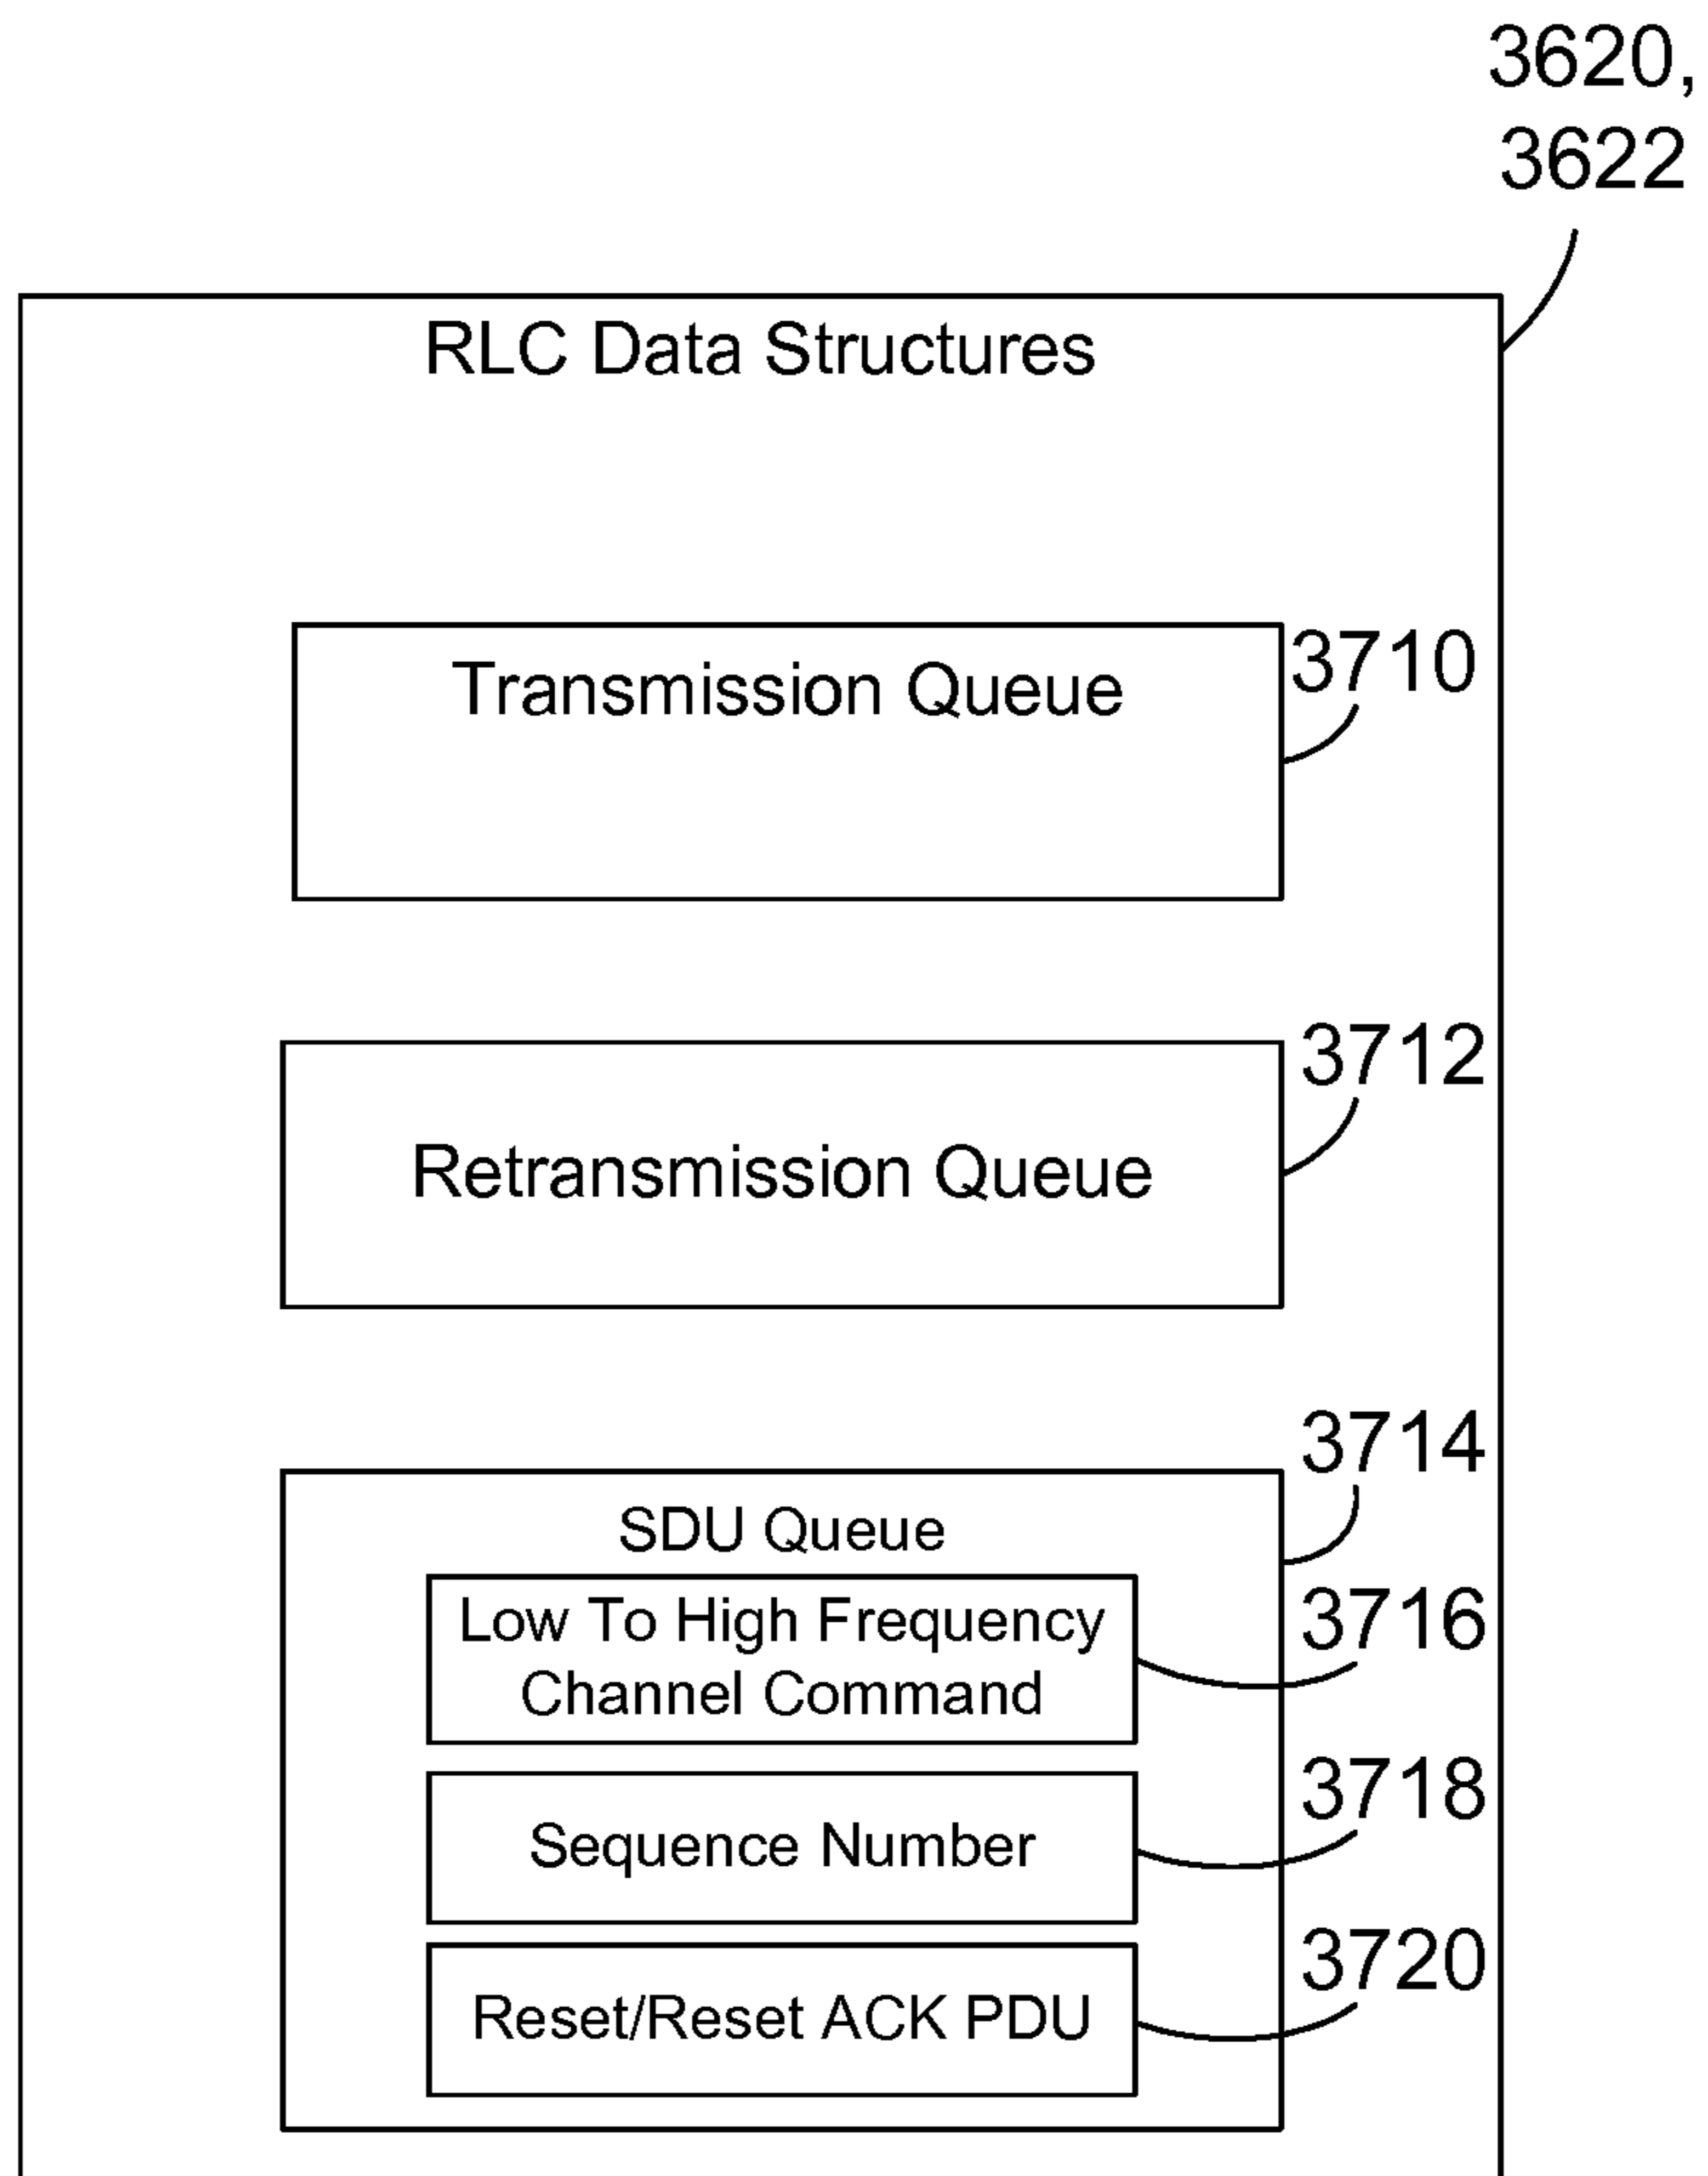 3620,
3622
RLC Data Structures
Transmission Queue
3710
Retransmission Queue
3712
SDU Queue
3714
Low To High Frequency
Channel Command
3716
Sequence Number
3718
Reset/Reset ACK PDU
3720